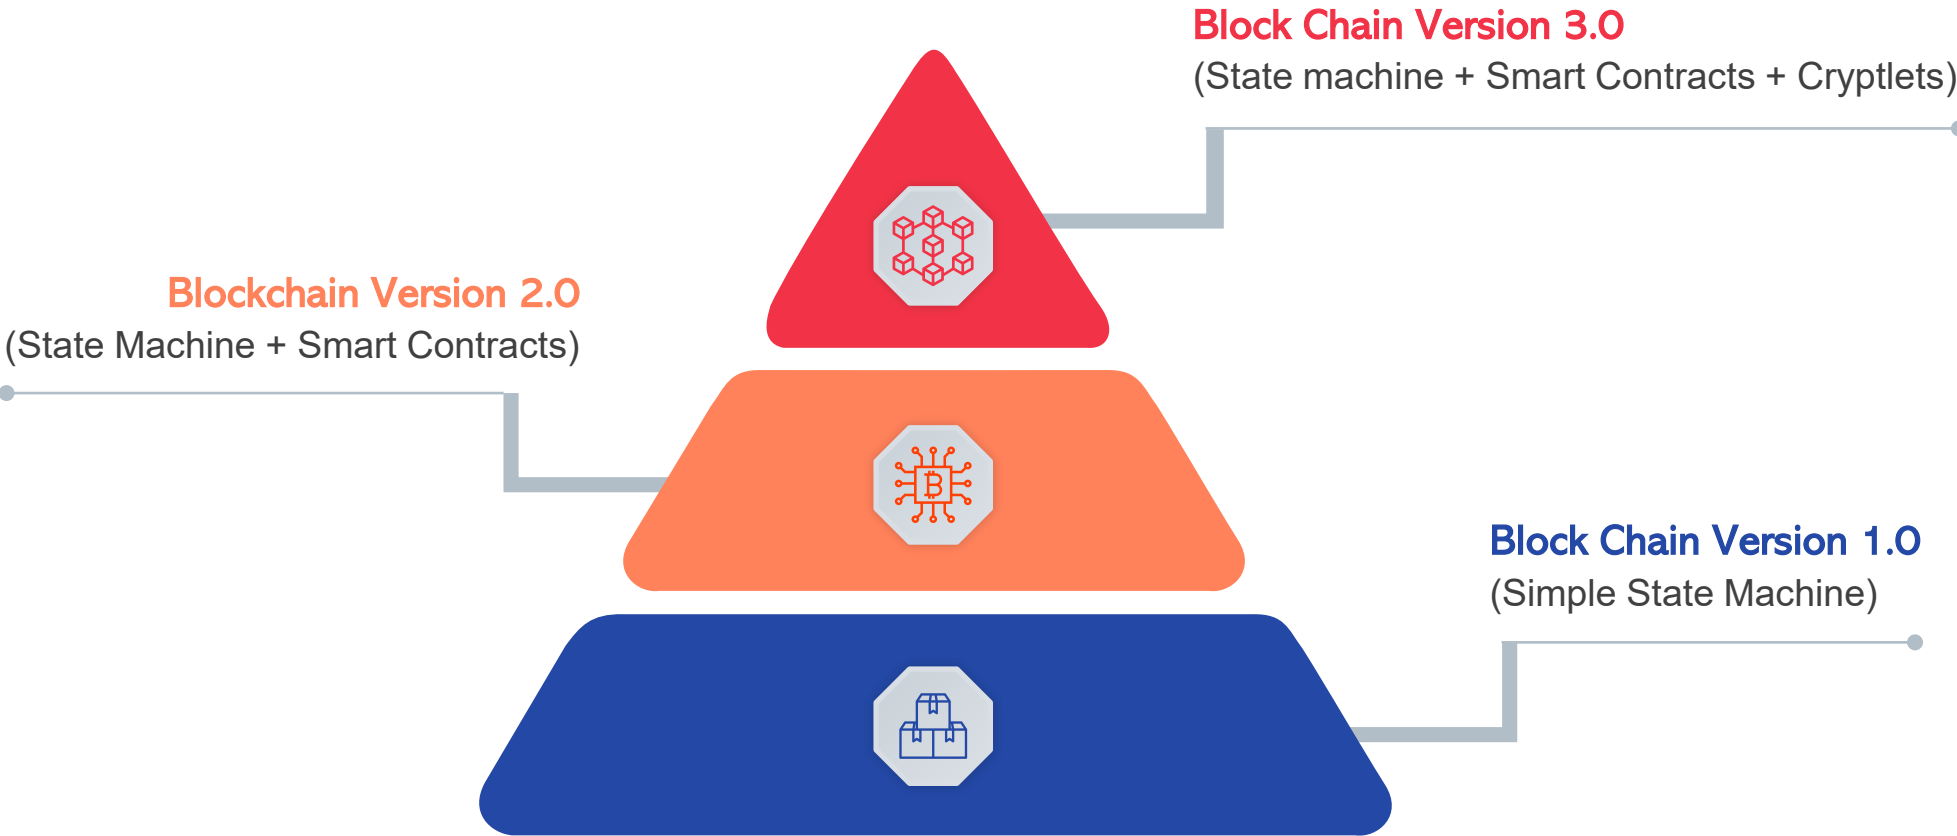 Block Chain Version 3.0
(State machine + Smart Contracts + Cryptlets)
Blockchain Version 2.0
(State Machine + Smart Contracts)
Block Chain Version 1.0
(Simple State Machine)